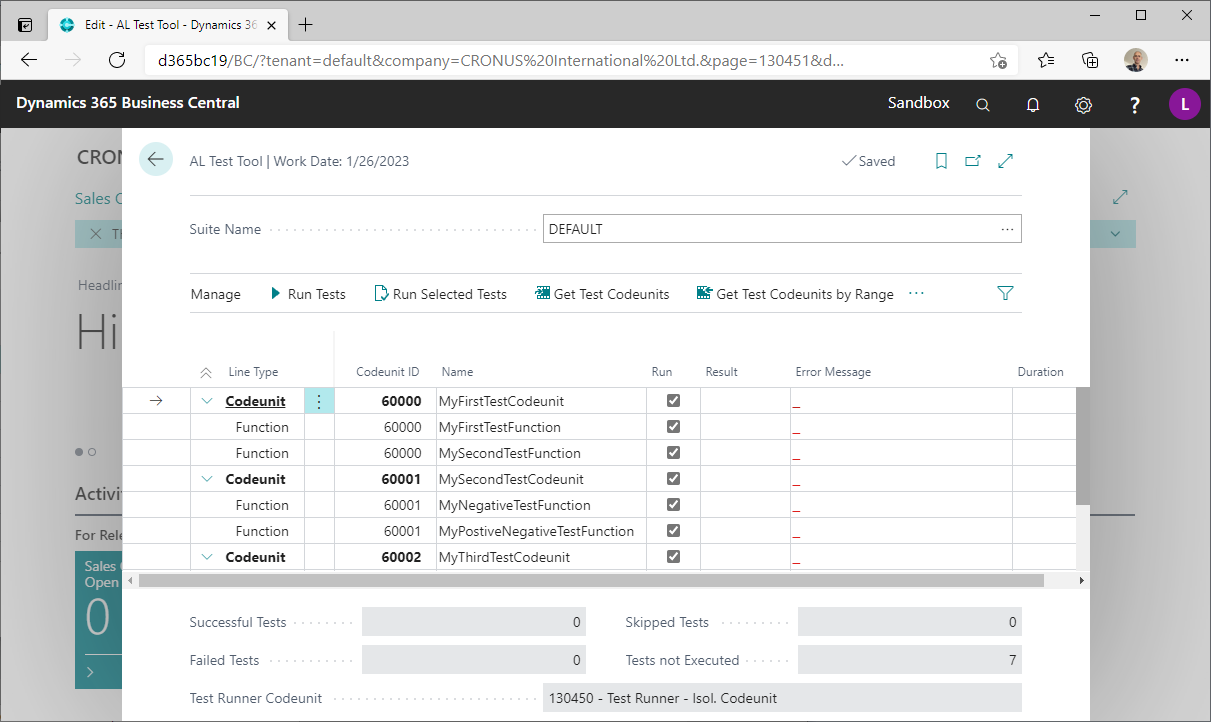 Edit - AL Test Tool - Dynamics 36
d365bc19/BC/?tenant=default&company=CRONUS%20International%20Ltd.&page=130451&d...
Dynamics 365 Business Central
Sandbox
?
L
CRON
AL Test Tool | Work Date: 1/26/2023
Saved
Sales O
Th
Suite Name
DEFAULT
...
Headlin
Manage
Run Tests
Run Selected Tests
Get Test Codeunits
Get Test Codeunits by Range
...
Hi
Line Type Codeunit ID Name Run Result Error Message Duration
Codeunit 60000 MyFirstTestCodeunit _
Function 60000 MyFirstTestFunction _
Function 60000 MySecondTestFunction _
Codeunit 60001 MySecondTestCodeunit _
Function 60001 MyNegativeTestFunction _
Function 60001 MyPostiveNegativeTestFunction _
Codeunit 60002 MyThirdTestCodeunit _
Activi
For Rele
Sales O
Open
0
Successful Tests 0 Skipped Tests 0
Failed Tests 0 Tests not Executed 7
Test Runner Codeunit 130450 - Test Runner - Isol. Codeunit